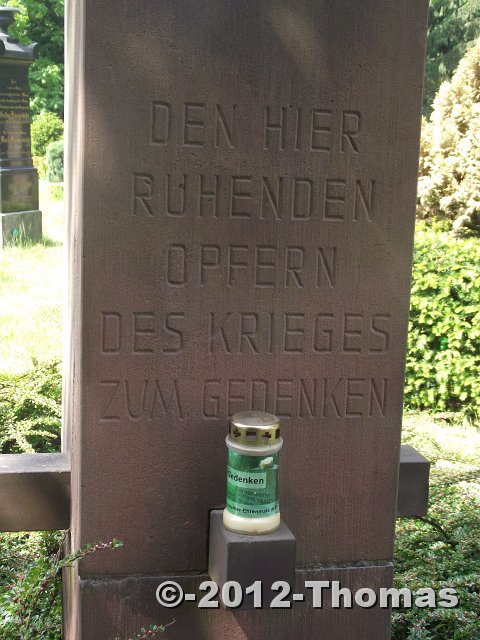 DEN HIER
RUHENDEN
OPFERN
DES KRIEGES
ZUM GEDENKEN
Gedenken
©-2012-Thomas